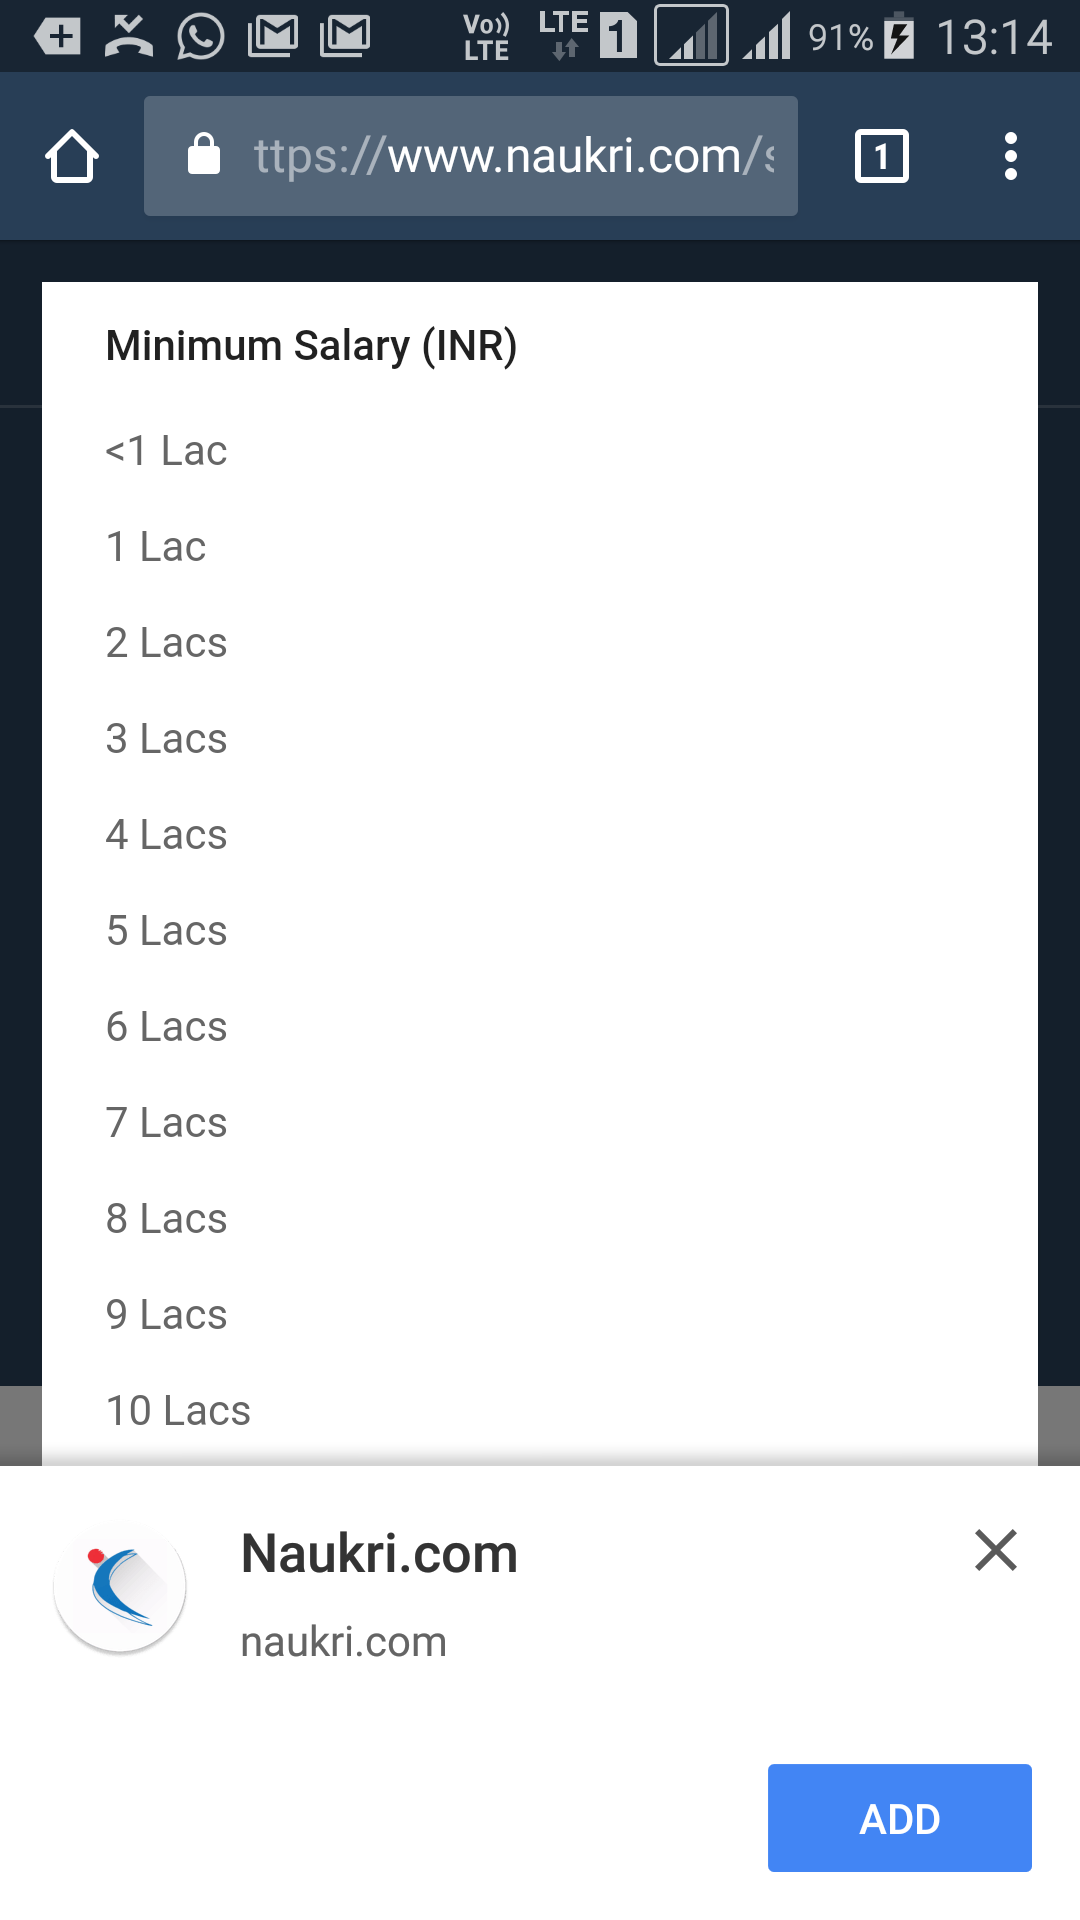 Vo)) LTE LTE 1 91% 13:14
ttps://www.naukri.com/s 1
Minimum Salary (INR)
<1 Lac
1 Lac
2 Lacs
3 Lacs
4 Lacs
5 Lacs
6 Lacs
7 Lacs
8 Lacs
9 Lacs
10 Lacs
Naukri.com
naukri.com
ADD